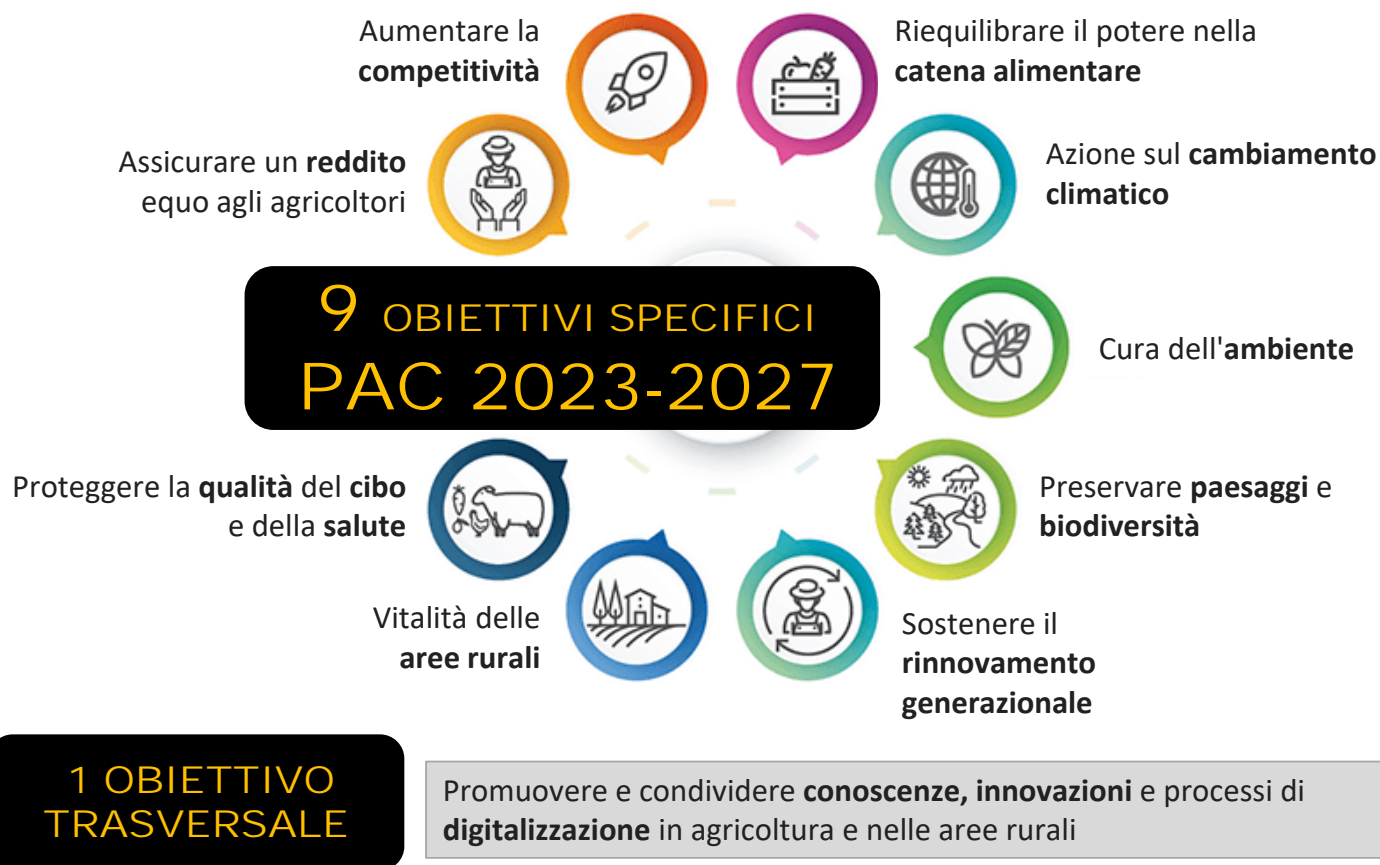 Aumentare la
competitività
Riequilibrare il potere nella
catena alimentare
Assicurare un reddito
equo agli agricoltori
Azione sul cambiamento
climatico
9 OBIETTIVI SPECIFICI
PAC 2023-2027
Cura dell'ambiente
Proteggere la qualità del cibo
e della salute
Preservare paesaggi e
biodiversità
Vitalità delle
aree rurali
Sostenere il
rinnovamento
generazionale
1 OBIETTIVO
TRASVERSALE
Promuovere e condividere conoscenze, innovazioni e processi di
digitalizzazione in agricoltura e nelle aree rurali